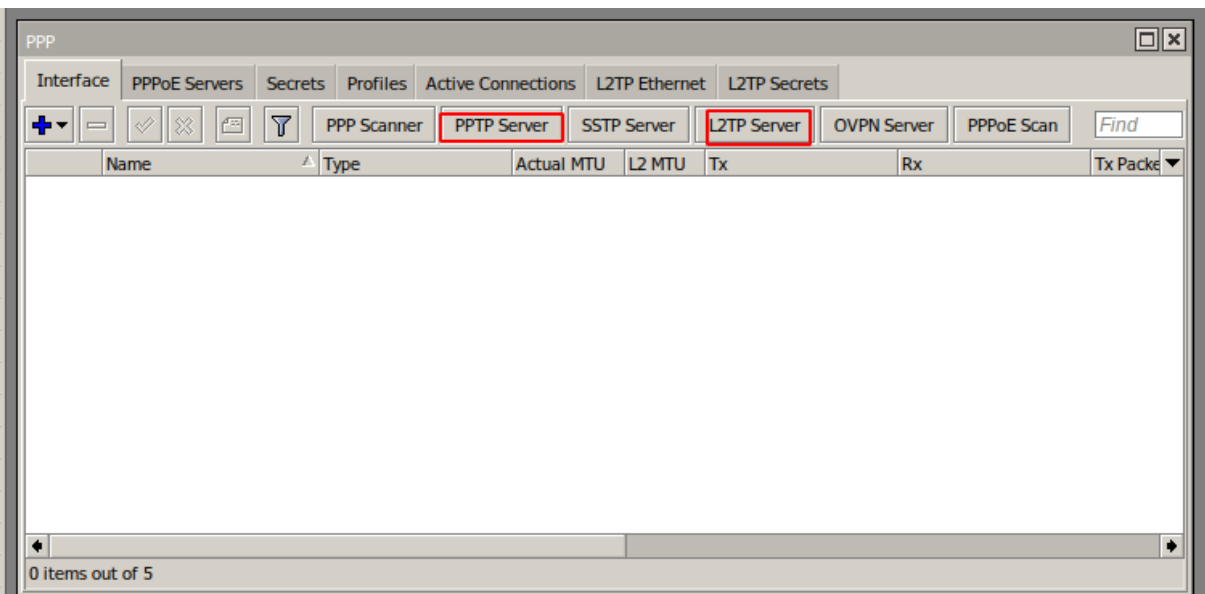 PPP
Interface PPPoE Servers Secrets Profiles Active Connections L2TP Ethernet L2TP Secrets
PPP Scanner PPTP Server SSTP Server L2TP Server OVPN Server PPPoE Scan Find
Name Type Actual MTU L2 MTU Tx Rx Tx Packe
0 items out of 5